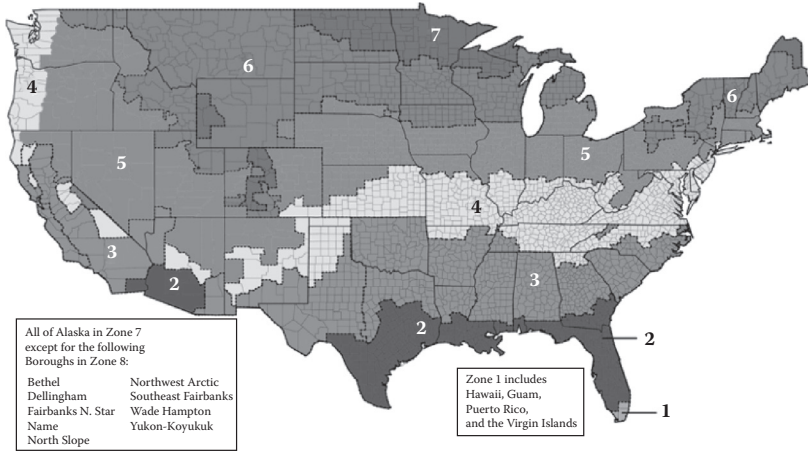 7
6
6
4
5
5
4
3
3
2
2
2
1
All of Alaska in Zone 7
except for the following
Boroughs in Zone 8:
Bethel Northwest Arctic
Dellingham Southeast Fairbanks
Fairbanks N. Star Wade Hampton
Name Yukon-Koyukuk
North Slope
Zone 1 includes
Hawaii, Guam,
Puerto Rico,
and the Virgin Islands